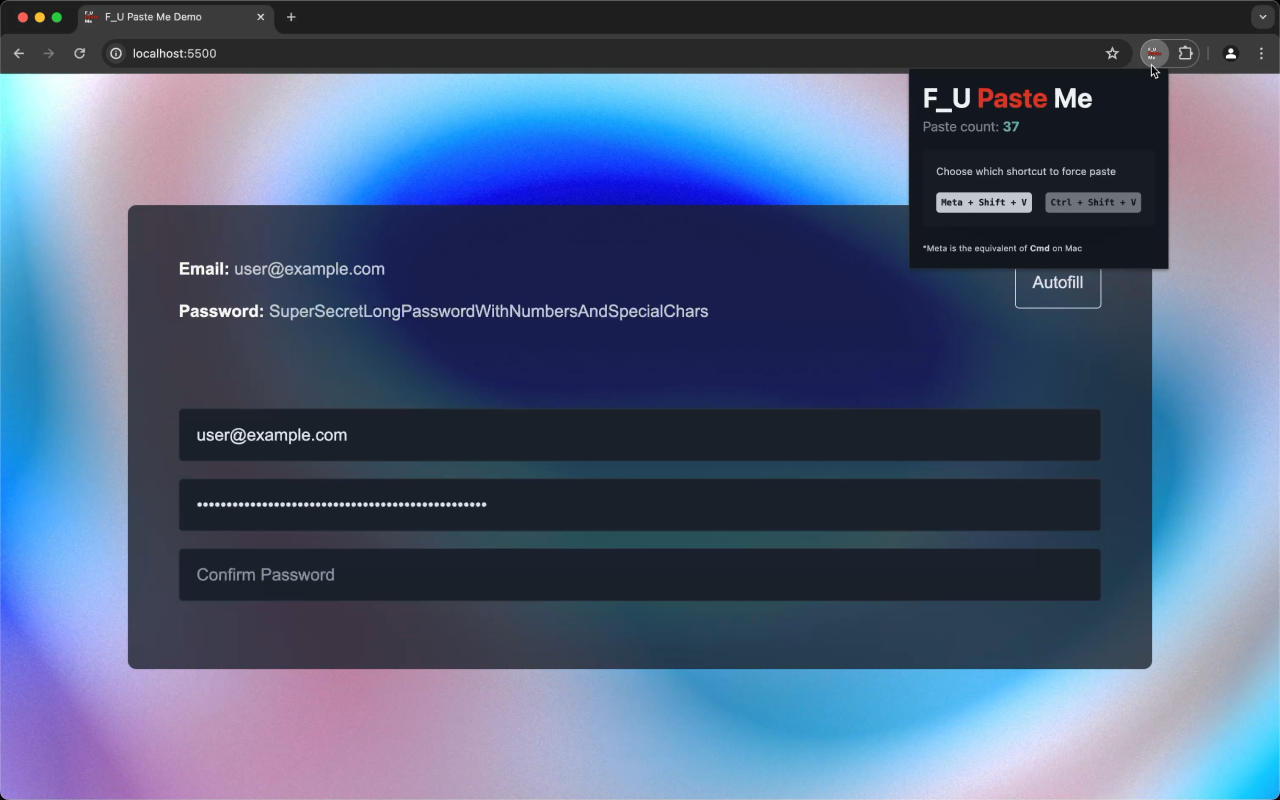 F_U Paste Me Demo
localhost:5500
F_U Paste Me
Paste count: 37
Choose which shortcut to force paste
Meta + Shift + V
Ctrl + Shift + V
*Meta is the equivalent of Cmd on Mac
Email: user@example.com
Autofill
Password: SuperSecretLongPasswordWithNumbersAndSpecialChars
user@example.com
•••••••••••••••••••••••••••••••••••••••••••••••••
Confirm Password